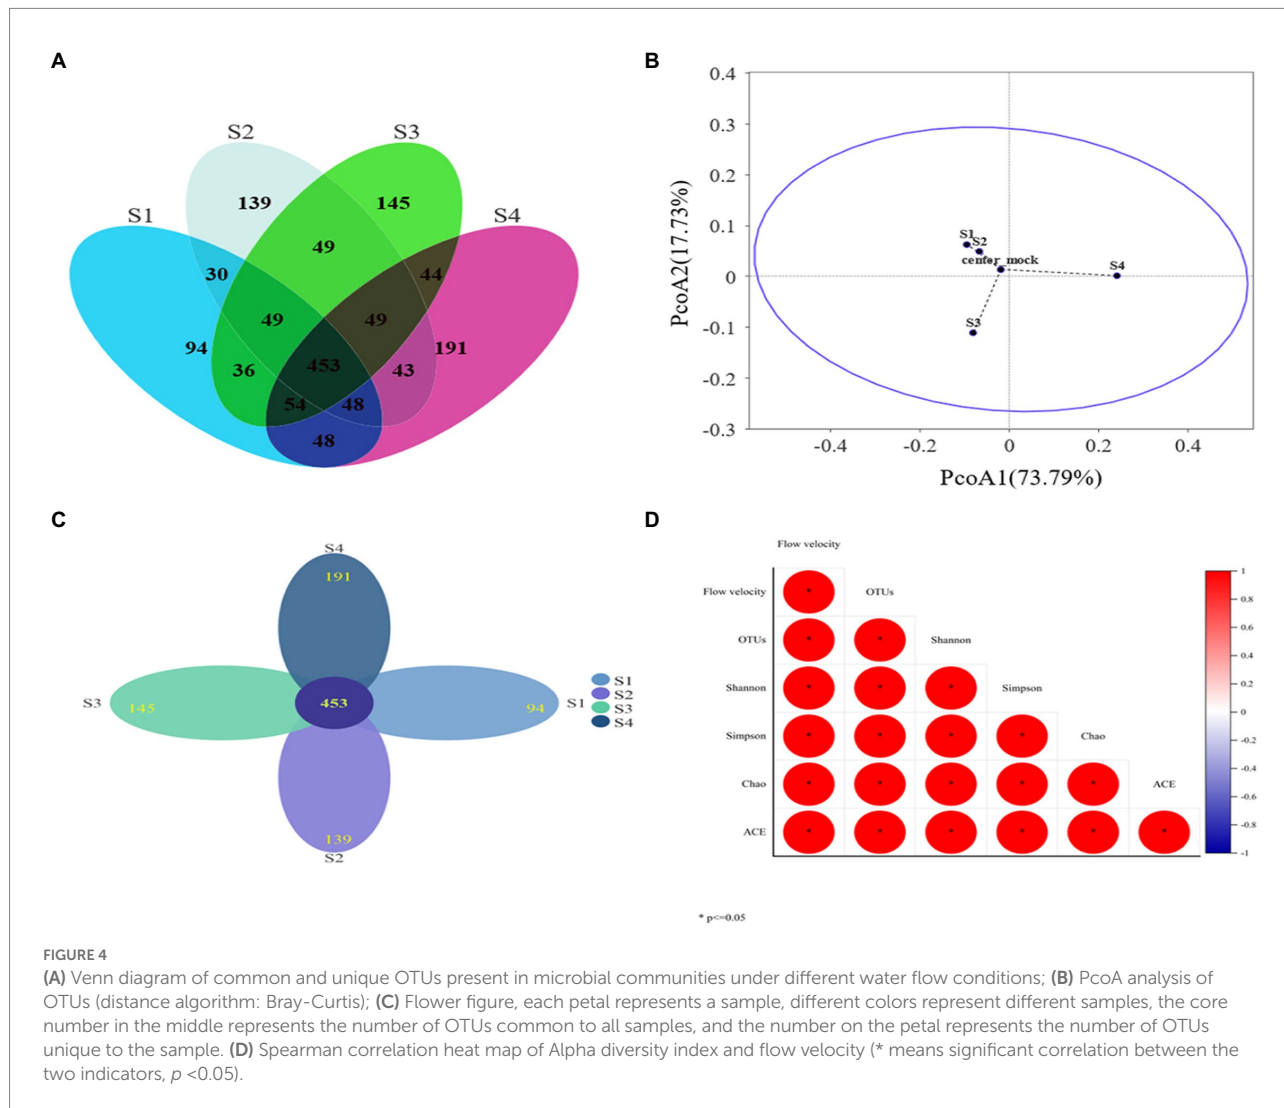 A
S1
S2
S3
S4
139
145
49
30
44
49
49
94
191
36
453
43
54
48
48
B
PcoA2(17.73%)
0.4
0.3
0.2
0.1
0
-0.1
-0.2
-0.3
S1
S2
center_mock
S4
S3
-0.4
-0.2
0
0.2
0.4
PcoA1(73.79%)
C
S4
191
S3
145
453
94
S1
139
S2
S1
S2
S3
S4
D
Flow velocity
Flow velocity
*
OTUs
OTUs
*
*
Shannon
Shannon
*
*
*
Simpson
Simpson
*
*
*
*
Chao
Chao
*
*
*
*
*
ACE
ACE
*
*
*
*
*
*
1
0.8
0.6
0.4
0.2
0
-0.2
-0.4
-0.6
-0.8
-1
* p<=0.05
FIGURE 4
(A) Venn diagram of common and unique OTUs present in microbial communities under different water flow conditions; (B) PcoA analysis of
OTUs (distance algorithm: Bray-Curtis); (C) Flower figure, each petal represents a sample, different colors represent different samples, the core
number in the middle represents the number of OTUs common to all samples, and the number on the petal represents the number of OTUs
unique to the sample. (D) Spearman correlation heat map of Alpha diversity index and flow velocity (* means significant correlation between the
two indicators, p <0.05).